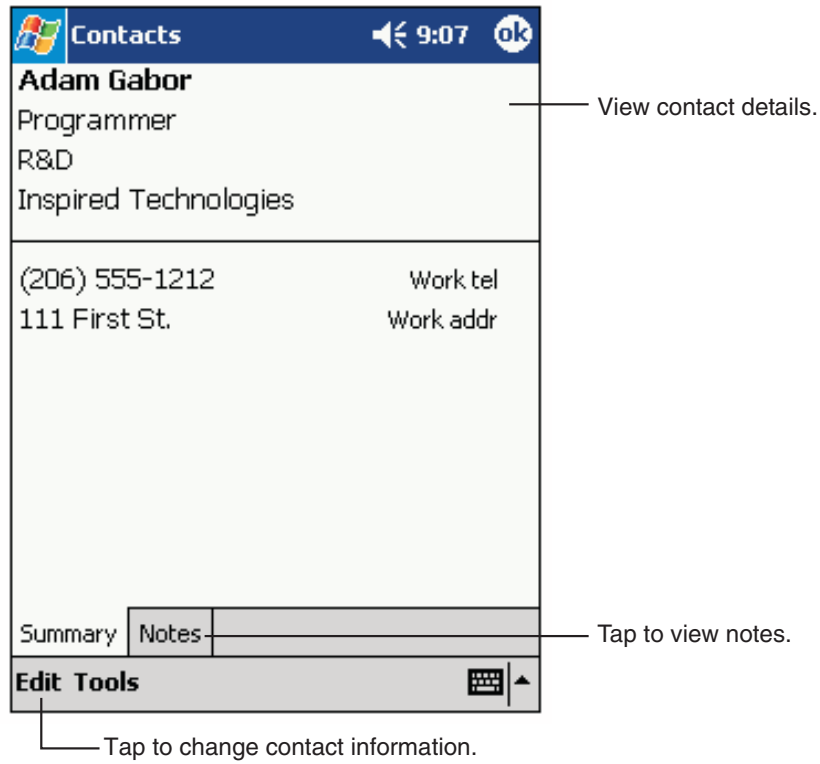 Contacts 9:07 ok
Adam Gabor
Programmer
R&D
Inspired Technologies
View contact details.
(206) 555-1212 Work tel
111 First St. Work addr
Summary Notes
Tap to view notes.
Edit Tools
Tap to change contact information.